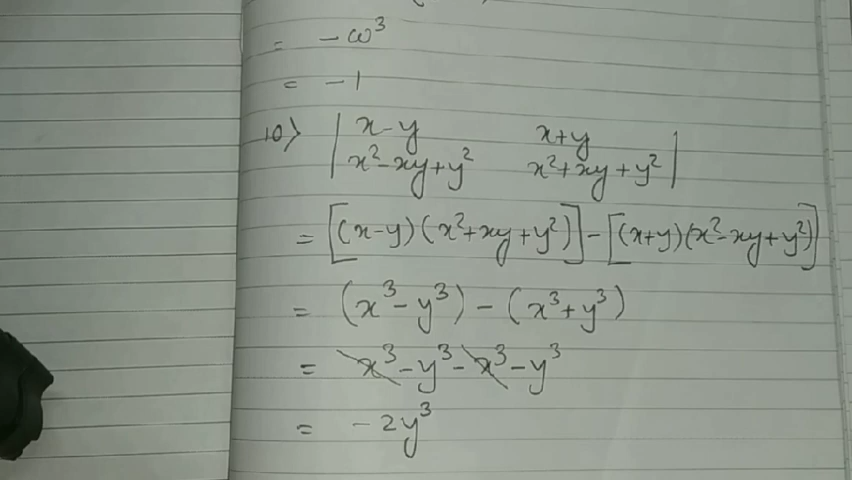 = -ω³
= -1
10) | x-y x+y |
| x²-xy+y² x²+xy+y² |
= [(x-y)(x²+xy+y²)]-[(x+y)(x²-xy+y²)]
= (x³-y³)-(x³+y³)
= x³-y³-x³-y³
= -2y³